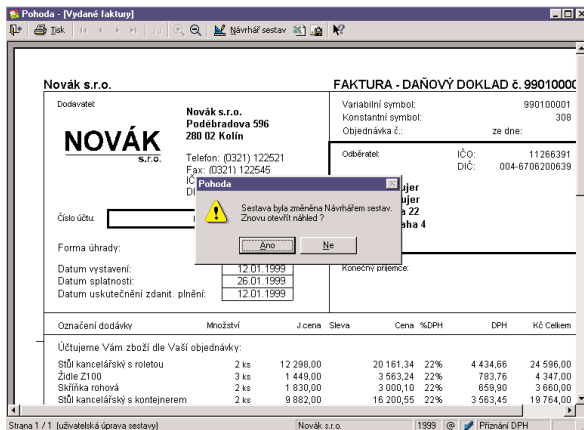 Pohoda - [Vydané faktury]
Tisk
Návrhář sestav
Novák s.r.o.
FAKTURA - DAŇOVÝ DOKLAD č. 99010000
Dodavatel:
NOVÁK
s.r.o.
Novák s.r.o.
Poděbradova 596
280 02 Kolín
Telefon: (0321) 122521
Fax: (0321) 122545
Variabilní symbol: 990100001
Konstantní symbol: 308
Objednávka č.: ze dne:
Odběratel: IČO: 11266391
DIČ: 004-6706200639
Pohoda
Sestava byla změněna Návrhářem sestav.
Znovu otevřít náhled ?
Ano
Ne
Číslo účtu:
Forma úhrady:
Datum vystavení: 12.01.1999
Datum splatnosti: 26.01.1999
Datum uskutečnění zdanit. plnění: 12.01.1999
Konečný příjemce:
Označení dodávky Množství J.cena Sleva Cena %DPH DPH Kč Celkem
Účtujeme Vám zboží dle Vaší objednávky:
Stůl kancelářský s roletou 2 ks 12 298,00 20 161,34 22% 4 434,66 24 596,00
Židle Z100 3 ks 1 449,00 3 563,24 22% 783,76 4 347,00
Skříňka rohová 2 ks 1 830,00 3 000,10 22% 659,90 3 660,00
Stůl kancelářský s kontejnerem 2 ks 9 882,00 16 200,55 22% 3 563,45 19 764,00
Strana 1 / 1 (uživatelská úprava sestavy) Novák s.r.o. 1999 @ Přiznání DPH